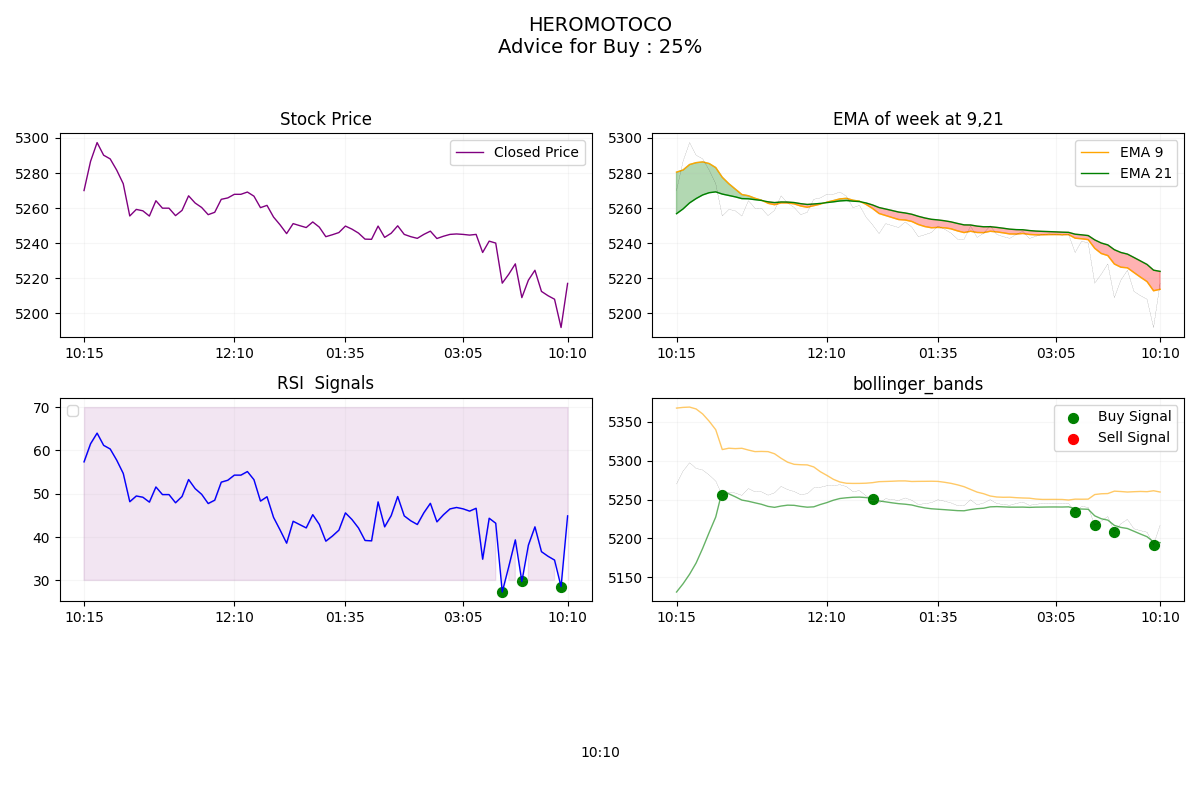 HEROMOTOCO
Advice for Buy : 25%
Stock Price
5300
5280
5260
5240
5220
5200
Closed Price
10:15 12:10 01:35 03:05 10:10
EMA of week at 9,21
5300
5280
5260
5240
5220
5200
EMA 9
EMA 21
10:15 12:10 01:35 03:05 10:10
RSI  Signals
70
60
50
40
30
10:15 12:10 01:35 03:05 10:10
bollinger_bands
5350
5300
5250
5200
5150
Buy Signal
Sell Signal
10:15 12:10 01:35 03:05 10:10
10:10